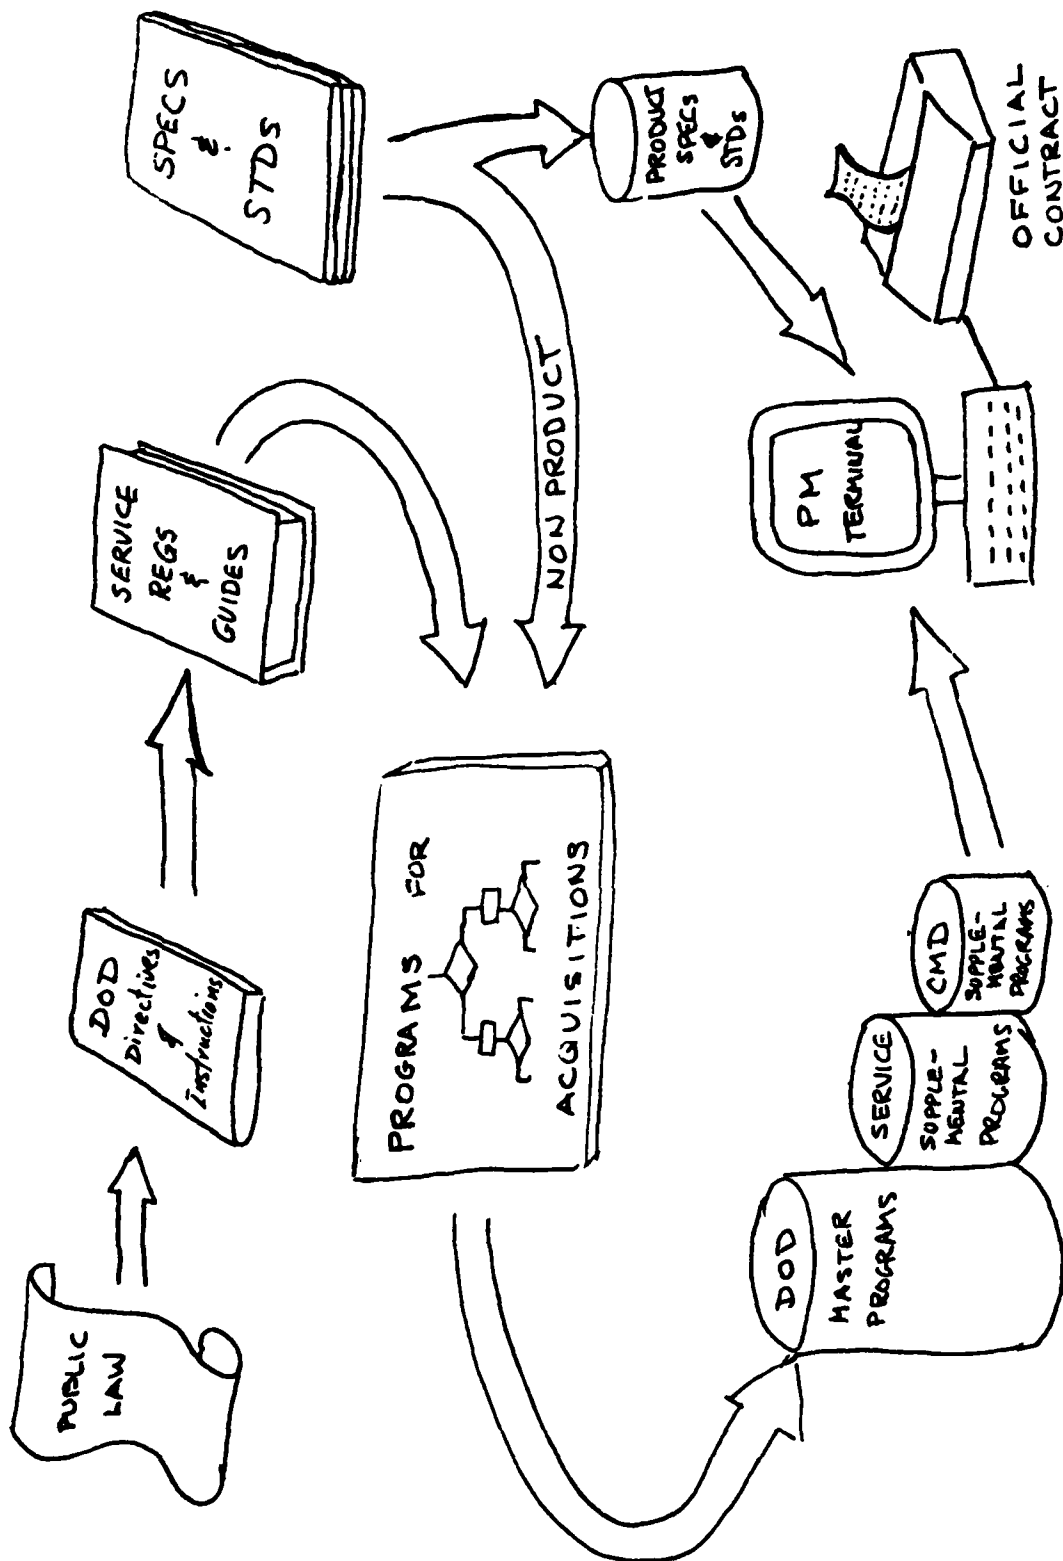 PUBLIC
LAW
DOD
Directives
&
Instructions
SERVICE
REGS
&
GUIDES
SPECS
&
STDs
PROGRAMS FOR
ACQUISITIONS
NON PRODUCT
PRODUCT
SPECS
&
STDs
DOD
MASTER
PROGRAMS
SERVICE
SUPPLE-
MENTAL
PROGRAMS
CMD
SUPPLE-
MENTAL
PROGRAMS
PM
TERMINAL
OFFICIAL
CONTRACT